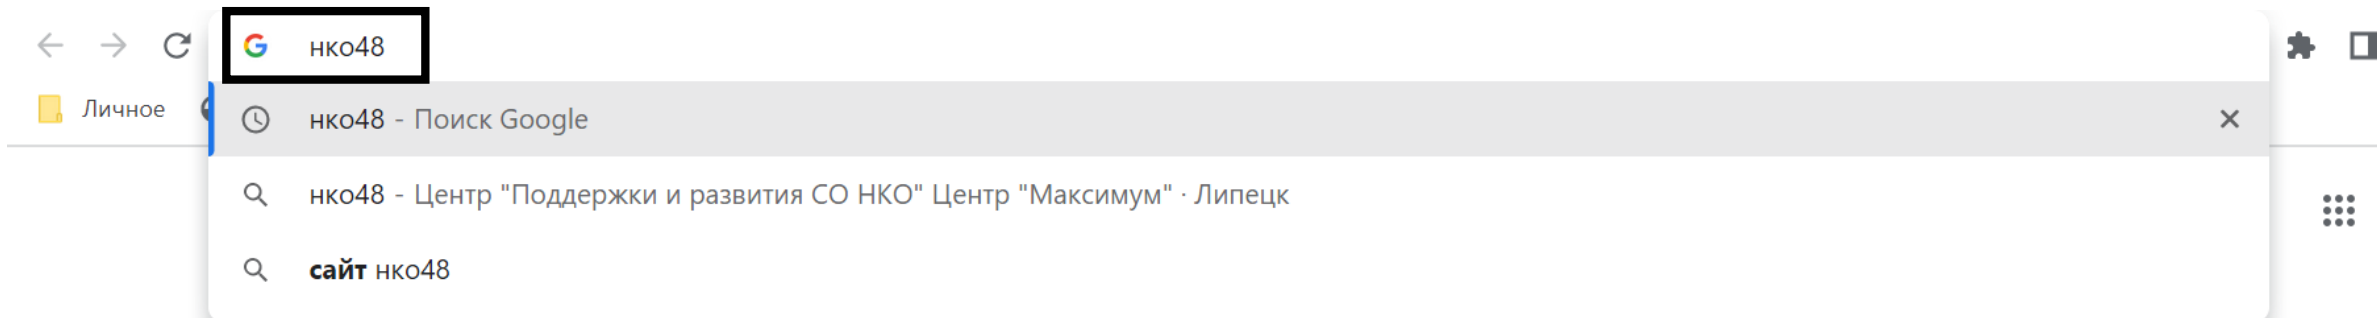 нко48
Личное
нко48 - Поиск Google
нко48 - Центр "Поддержки и развития СО НКО" Центр "Максимум" · Липецк
сайт нко48